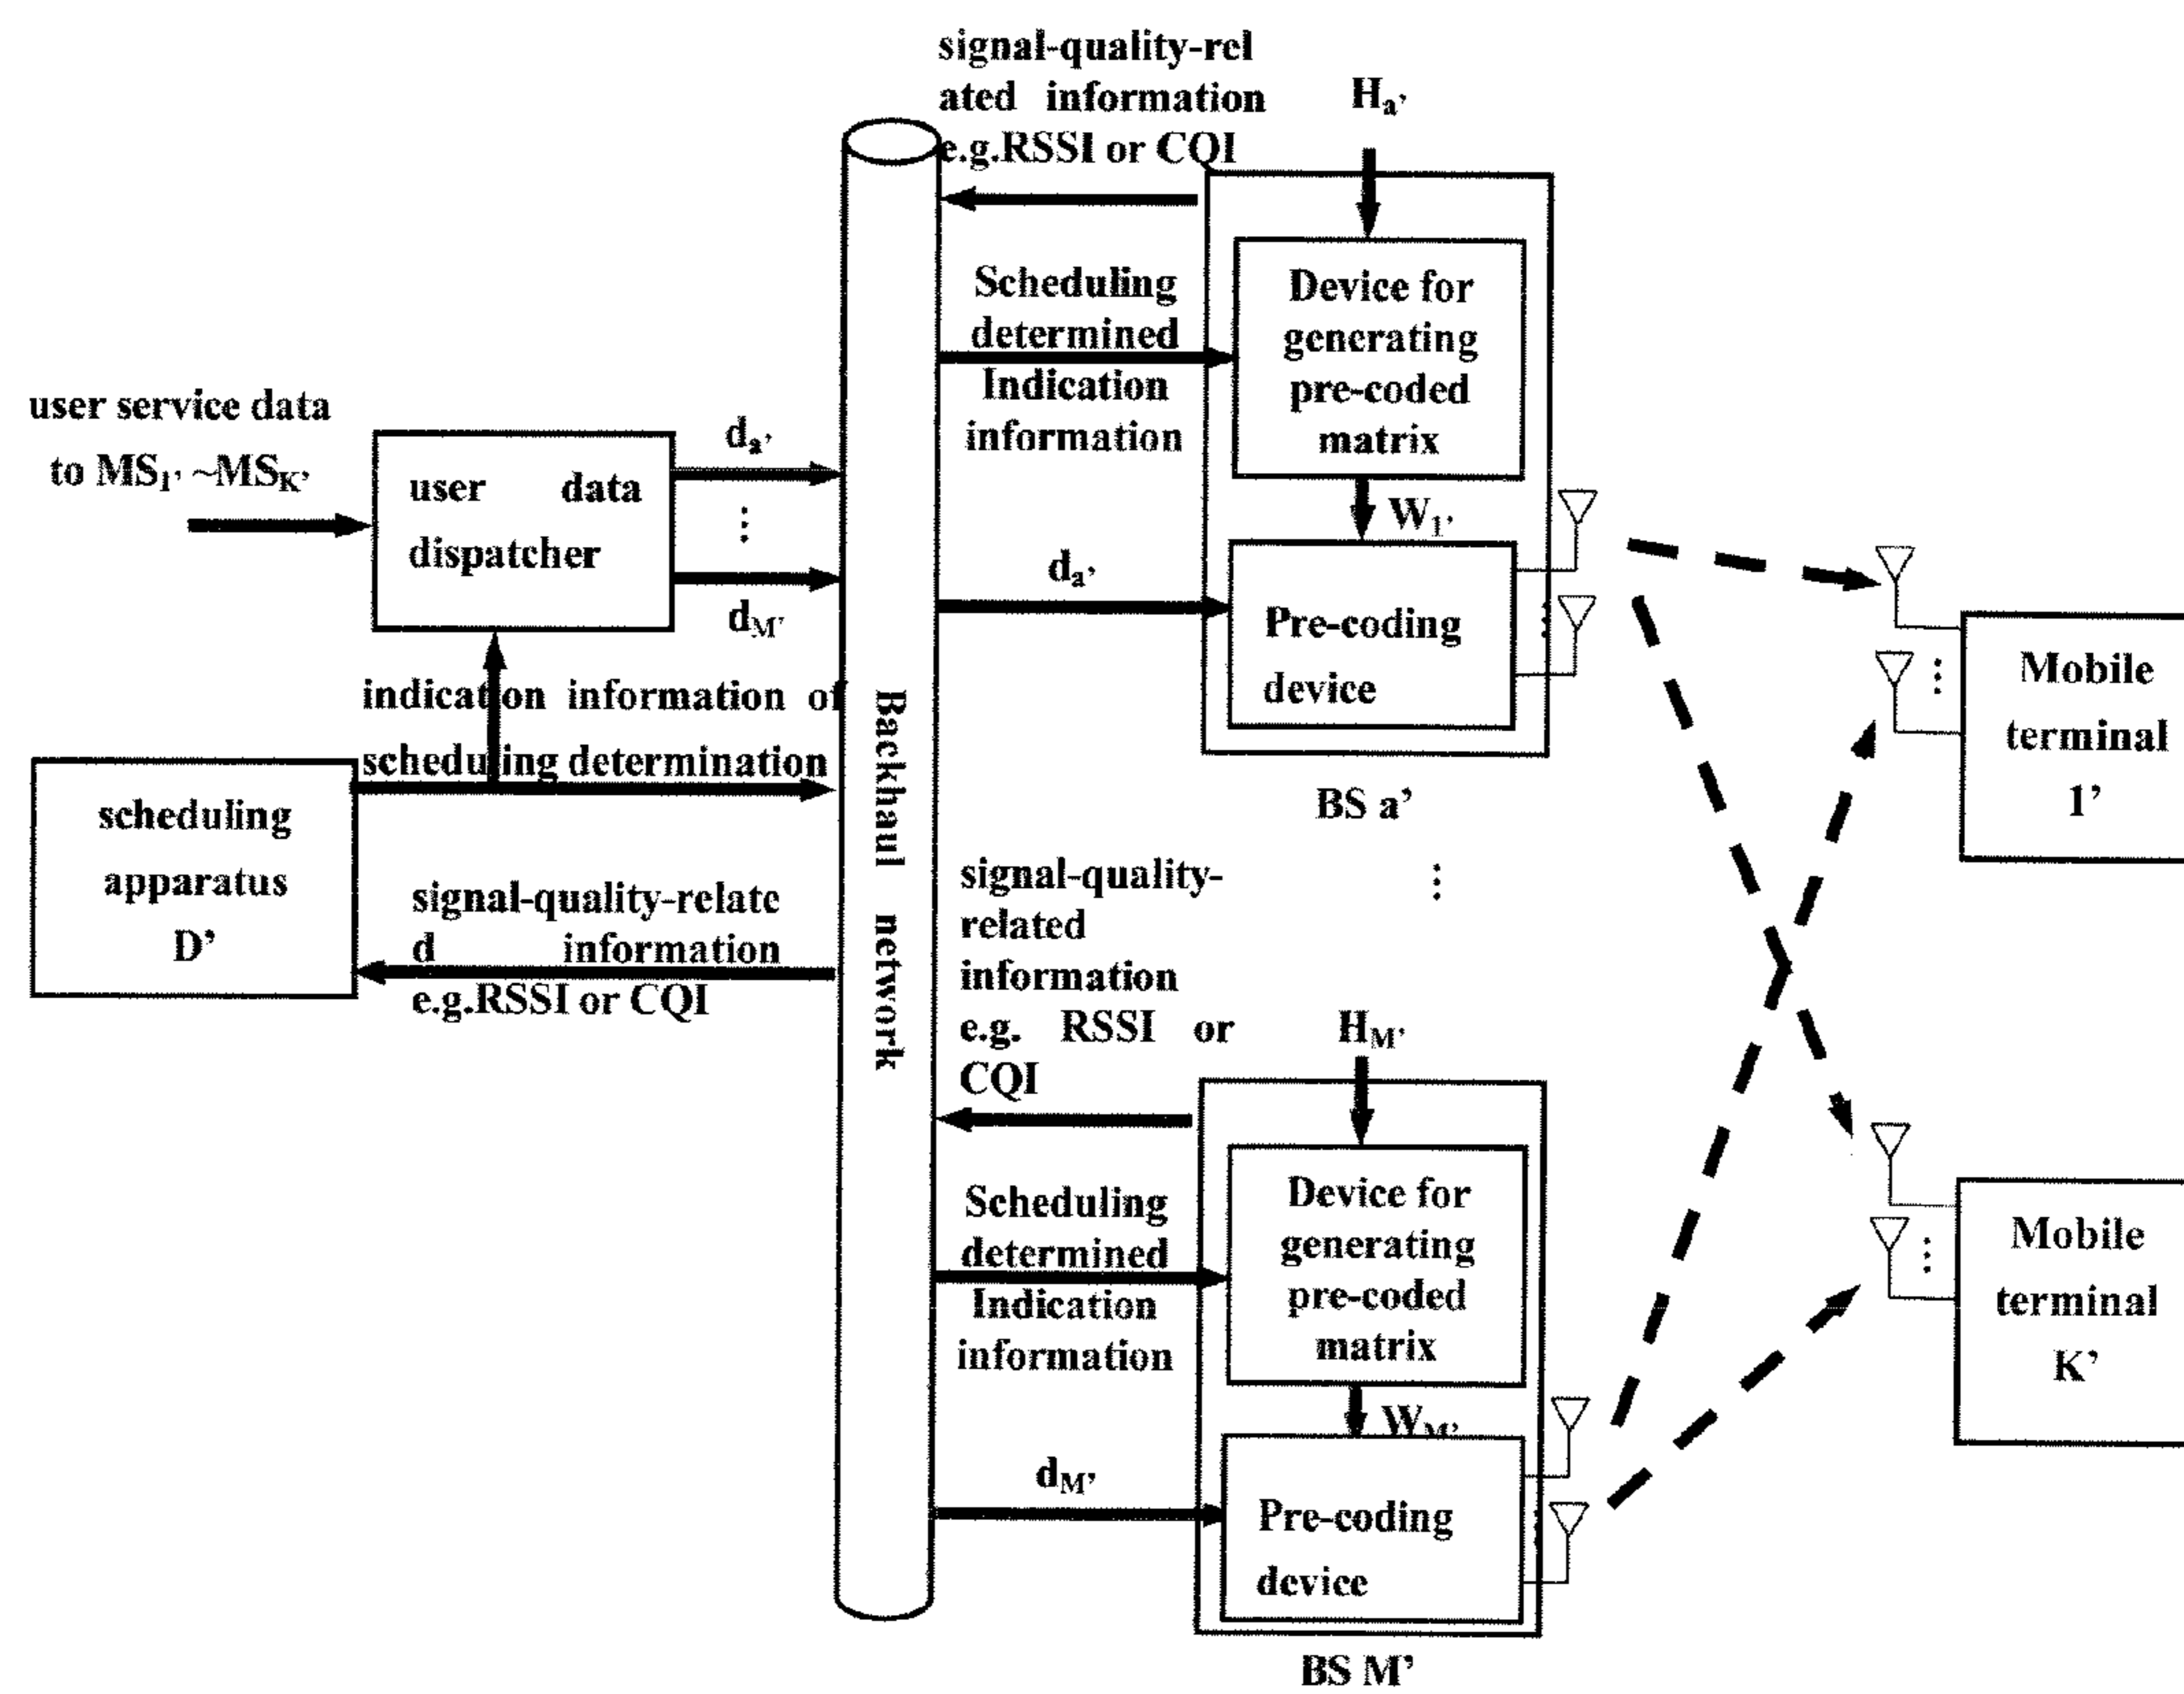 signal-quality-rel
ated information
e.g.RSSI or CQI
Hₐ’
Scheduling
determined
Indication
information
Device for
generating
pre-coded
matrix
W₁’
dₐ’
Pre-coding
device
BS a’
user service data
to MS₁’ ~MSK’
user data
dispatcher
dₐ’
dM’
indication information of
scheduling determination
scheduling
apparatus
D’
signal-quality-relate
d information
e.g.RSSI or CQI
Backhaul network
signal-quality-
related
information
e.g. RSSI or
CQI
HM’
Scheduling
determined
Indication
information
Device for
generating
pre-coded
matrix
WM’
dM’
Pre-coding
device
BS M’
Mobile
terminal
1’
Mobile
terminal
K’